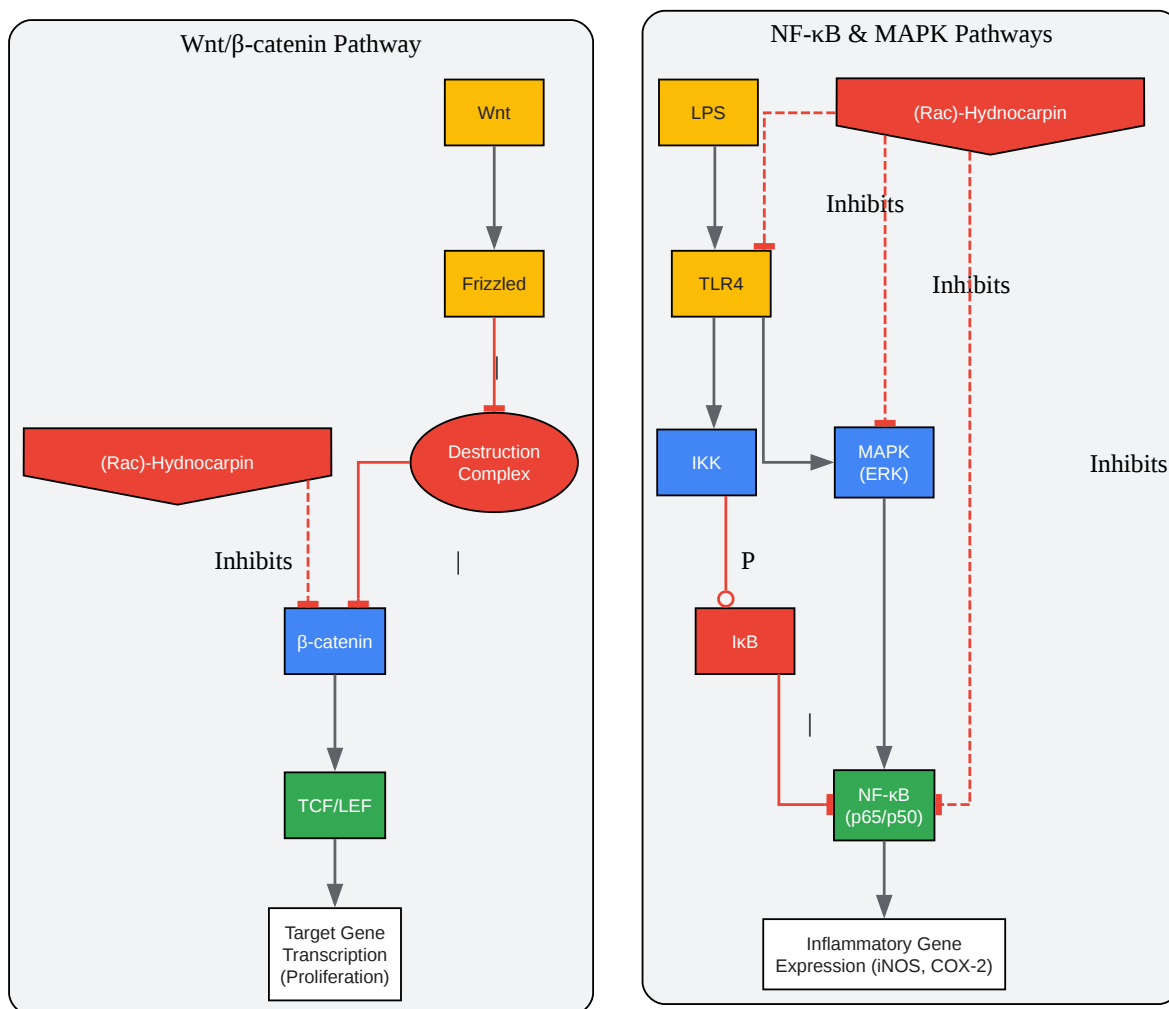 Wnt/β-catenin Pathway
Wnt
Frizzled
|
(Rac)-Hydnocarpin
Destruction
Complex
Inhibits
|
β-catenin
TCF/LEF
Target Gene
Transcription
(Proliferation)
NF-κB & MAPK Pathways
LPS
(Rac)-Hydnocarpin
Inhibits
TLR4
Inhibits
IKK
MAPK
(ERK)
Inhibits
P
IκB
|
NF-κB
(p65/p50)
Inflammatory Gene
Expression (iNOS, COX-2)